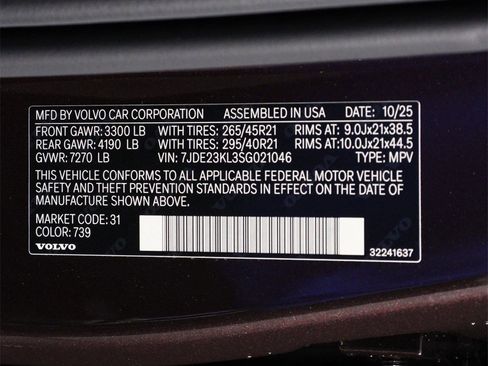 MFD BY VOLVO CAR CORPORATION ASSEMBLED IN USA DATE: 10/25
FRONT GAWR: 3300 LB WITH TIRES: 265/45R21 RIMS AT: 9.0Jx21x38.5
REAR GAWR: 4190 LB WITH TIRES: 295/40R21 RIMS AT:10.0Jx21x44.5
GVWR: 7270 LB VIN: 7JDE23KL3SG021046 TYPE: MPV
THIS VEHICLE CONFORMS TO ALL APPLICABLE FEDERAL MOTOR VEHICLE
SAFETY AND THEFT PREVENTION STANDARDS IN EFFECT ON THE DATE OF
MANUFACTURE SHOWN ABOVE.
MARKET CODE: 31
COLOR: 739
VOLVO
32241637